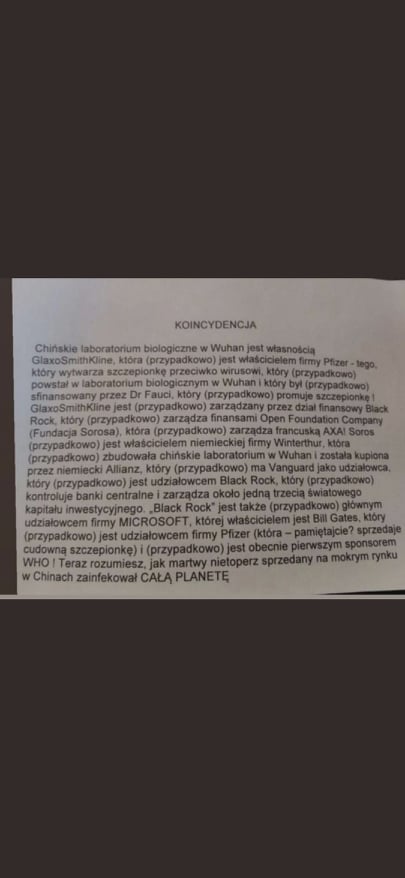 KOINCYDENCJA
Chińskie laboratorium biologiczne w Wuhan jest własnością
GlaxoSmithKline, która (przypadkowo) jest właścicielem firmy Pfizer - tego,
który wytwarza szczepionkę przeciwko wirusowi, który (przypadkowo)
powstał w laboratorium biologicznym w Wuhan i który był (przypadkowo)
sfinansowany przez Dr Fauci, który (przypadkowo) promuje szczepionkę !
GlaxoSmithKline jest (przypadkowo) zarządzany przez dział finansowy Black
Rock, który (przypadkowo) zarządza finansami Open Foundation Company
(Fundacja Sorosa), która (przypadkowo) zarządza francuską AXA! Soros
(przypadkowo) jest właścicielem niemieckiej firmy Winterthur, która
(przypadkowo) zbudowała chińskie laboratorium w Wuhan i została kupiona
przez niemiecki Allianz, który (przypadkowo) ma Vanguard jako udziałowca,
który (przypadkowo) jest udziałowcem Black Rock, który (przypadkowo)
kontroluje banki centralne i zarządza około jedną trzecią światowego
kapitału inwestycyjnego. „Black Rock" jest także (przypadkowo) głównym
udziałowcem firmy MICROSOFT, której właścicielem jest Bill Gates, który
(przypadkowo) jest udziałowcem firmy Pfizer (która – pamiętajcie? sprzedaje
cudowną szczepionkę) i (przypadkowo) jest obecnie pierwszym sponsorem
WHO ! Teraz rozumiesz, jak martwy nietoperz sprzedany na mokrym rynku
w Chinach zainfekował CAŁĄ PLANETĘ